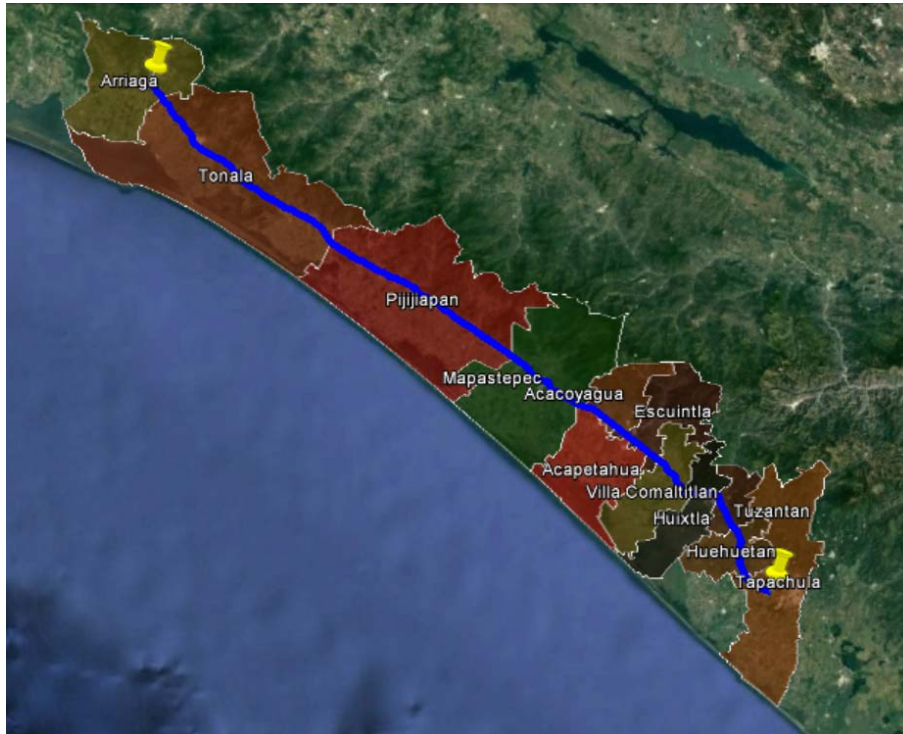 Arriaga
Tonala
Pijijiapan
Mapastepec
Acacoyagua
Escuintla
Acapetahua
Villa Comaltitlan
Tuzantan
Huixtla
Huehuetan
Tapachula